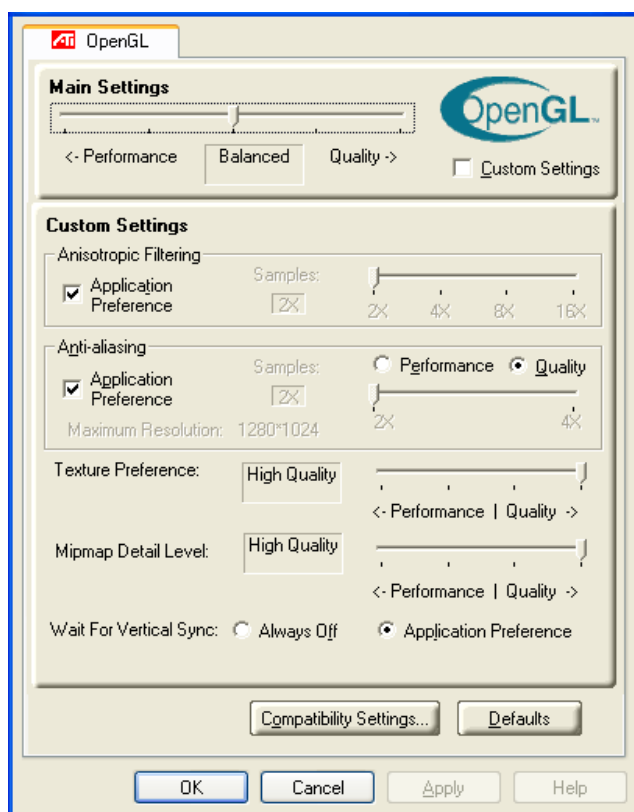 ATI OpenGL
Main Settings
OpenGL™
<- Performance Balanced Quality ->
Custom Settings
Custom Settings
Anisotropic Filtering
Application Preference
Samples:
2X
2X 4X 8X 16X
Anti-aliasing
Application Preference
Samples:
2X
Performance Quality
2X 4X
Maximum Resolution: 1280*1024
Texture Preference: High Quality
<- Performance | Quality ->
Mipmap Detail Level: High Quality
<- Performance | Quality ->
Wait For Vertical Sync: Always Off Application Preference
Compatibility Settings... Defaults
OK Cancel Apply Help